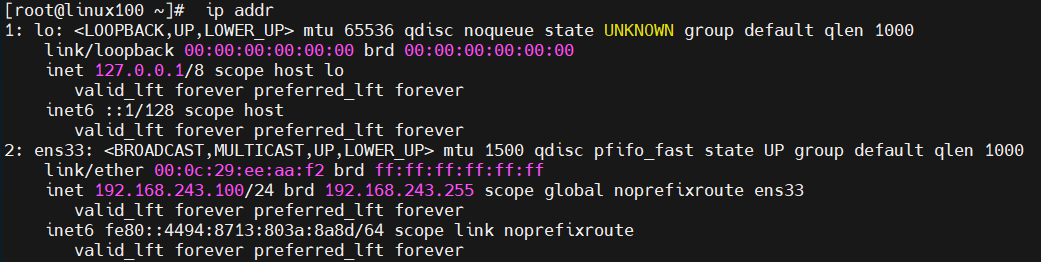 [root@linux100 ~]#  ip addr
1: lo: <LOOPBACK,UP,LOWER_UP> mtu 65536 qdisc noqueue state UNKNOWN group default qlen 1000
    link/loopback 00:00:00:00:00:00 brd 00:00:00:00:00:00
    inet 127.0.0.1/8 scope host lo
       valid_lft forever preferred_lft forever
    inet6 ::1/128 scope host
       valid_lft forever preferred_lft forever
2: ens33: <BROADCAST,MULTICAST,UP,LOWER_UP> mtu 1500 qdisc pfifo_fast state UP group default qlen 1000
    link/ether 00:0c:29:ee:aa:f2 brd ff:ff:ff:ff:ff:ff
    inet 192.168.243.100/24 brd 192.168.243.255 scope global noprefixroute ens33
       valid_lft forever preferred_lft forever
    inet6 fe80::4494:8713:803a:8a8d/64 scope link noprefixroute
       valid_lft forever preferred_lft forever